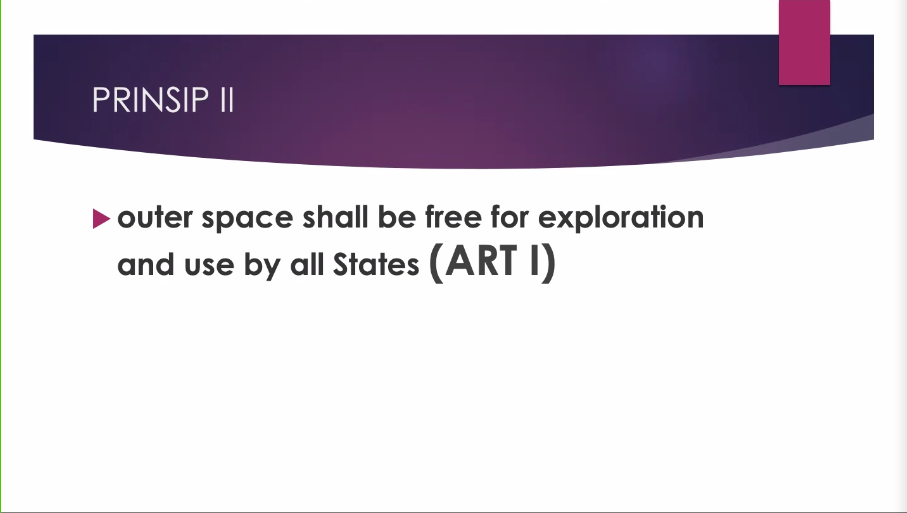 PRINSIP II
outer space shall be free for exploration
and use by all States (ART I)